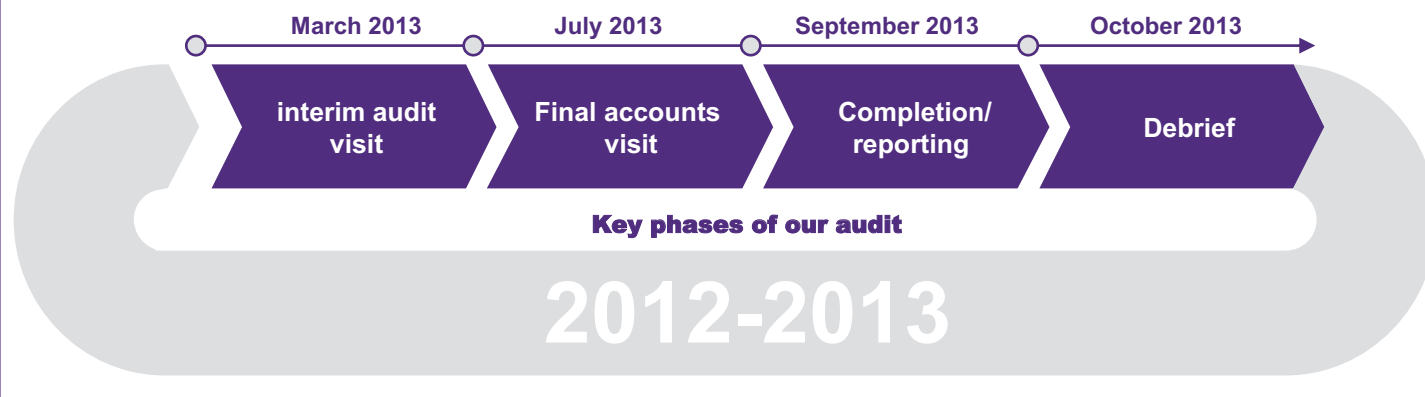 March 2013
July 2013
September 2013
October 2013
interim audit
visit
Final accounts
visit
Completion/
reporting
Debrief
Key phases of our audit
2012-2013